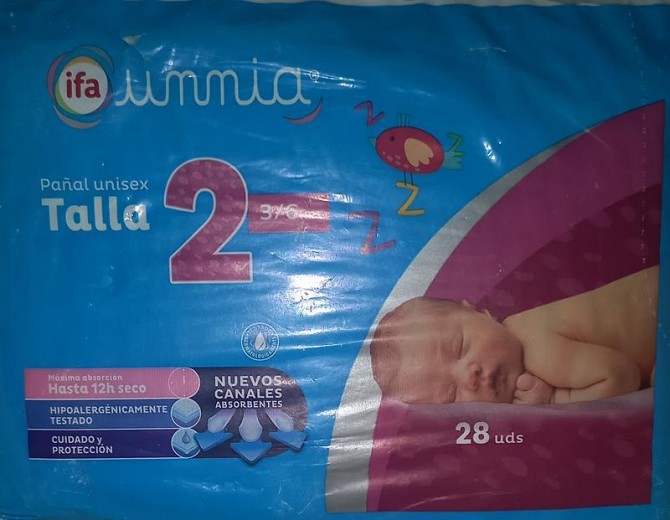 ifa unnia
Pañal unisex
Talla 2
3/6
Máxima absorción
Hasta 12h seco
HIPOALERGÉNICAMENTE
TESTADO
CUIDADO y
PROTECCIÓN
NUEVOS
CANALES
ABSORBENTES
28 uds